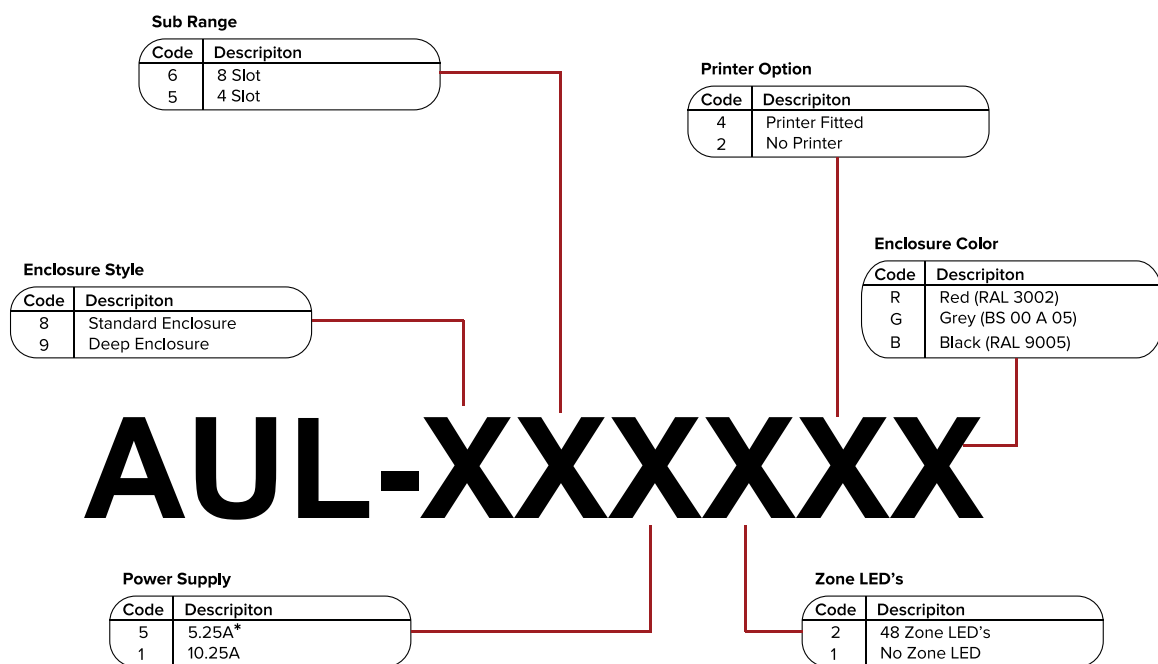 Sub Range
Code Descripiton
6 8 Slot
5 4 Slot
Printer Option
Code Descripiton
4 Printer Fitted
2 No Printer
Enclosure Style
Code Descripiton
8 Standard Enclosure
9 Deep Enclosure
Enclosure Color
Code Descripiton
R Red (RAL 3002)
G Grey (BS 00 A 05)
B Black (RAL 9005)
AUL-XXXXXX
Power Supply
Code Descripiton
5 5.25A*
1 10.25A
Zone LED's
Code Descripiton
2 48 Zone LED's
1 No Zone LED